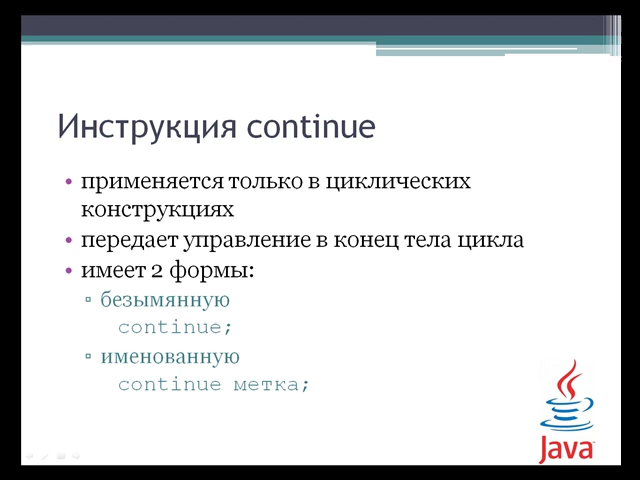 Инструкция continue
• применяется только в циклических
конструкциях
• передает управление в конец тела цикла
• имеет 2 формы:
▫ безымянную
continue;
▫ именованную
continue метка;
Java